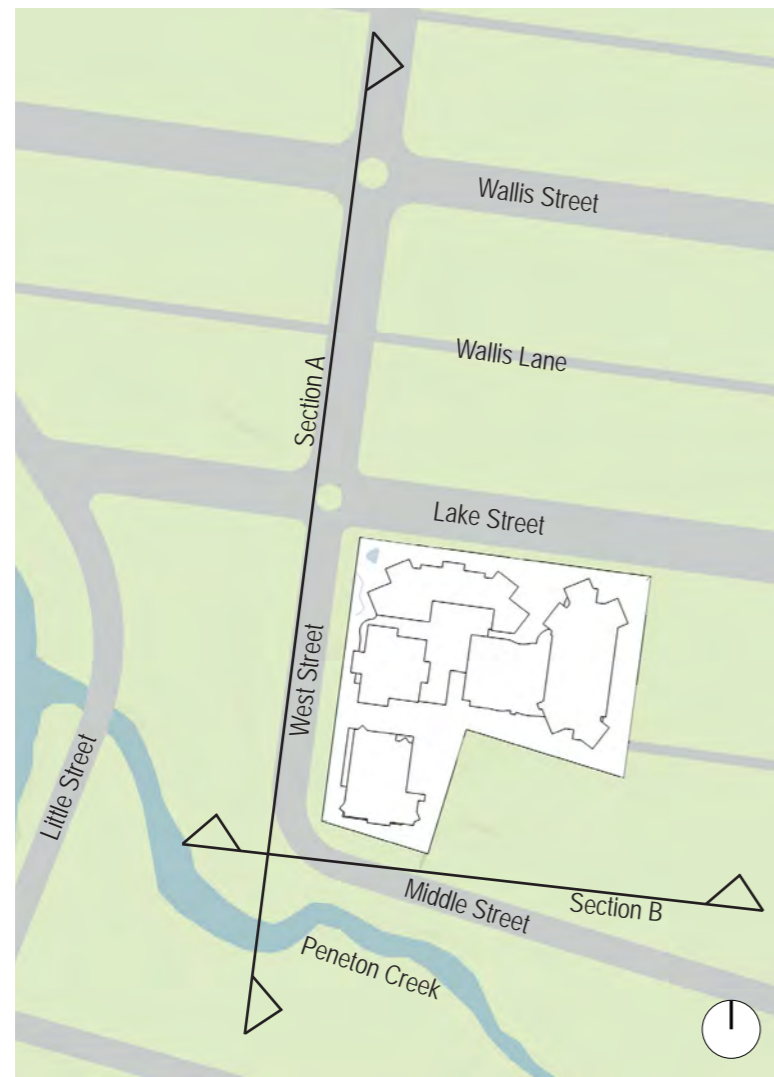 Wallis Street
Wallis Lane
Section A
Lake Street
West Street
Little Street
Middle Street
Section B
Peneton Creek